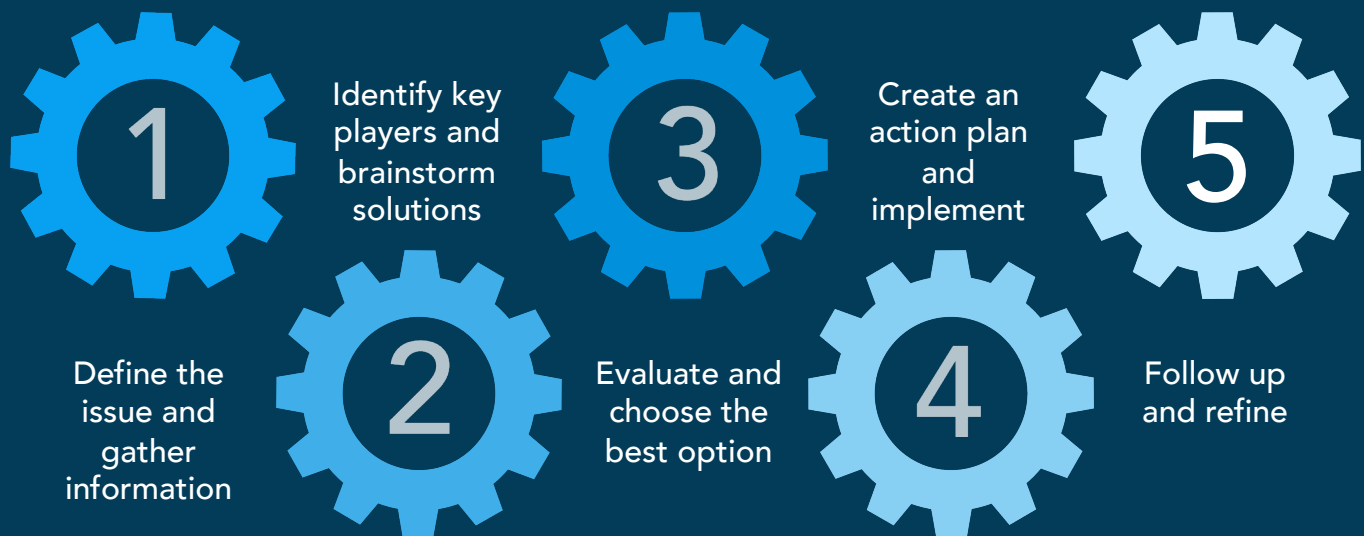 1
Define the
issue and
gather
information
2
Identify key
players and
brainstorm
solutions
3
Evaluate and
choose the
best option
4
Create an
action plan
and
implement
5
Follow up
and refine